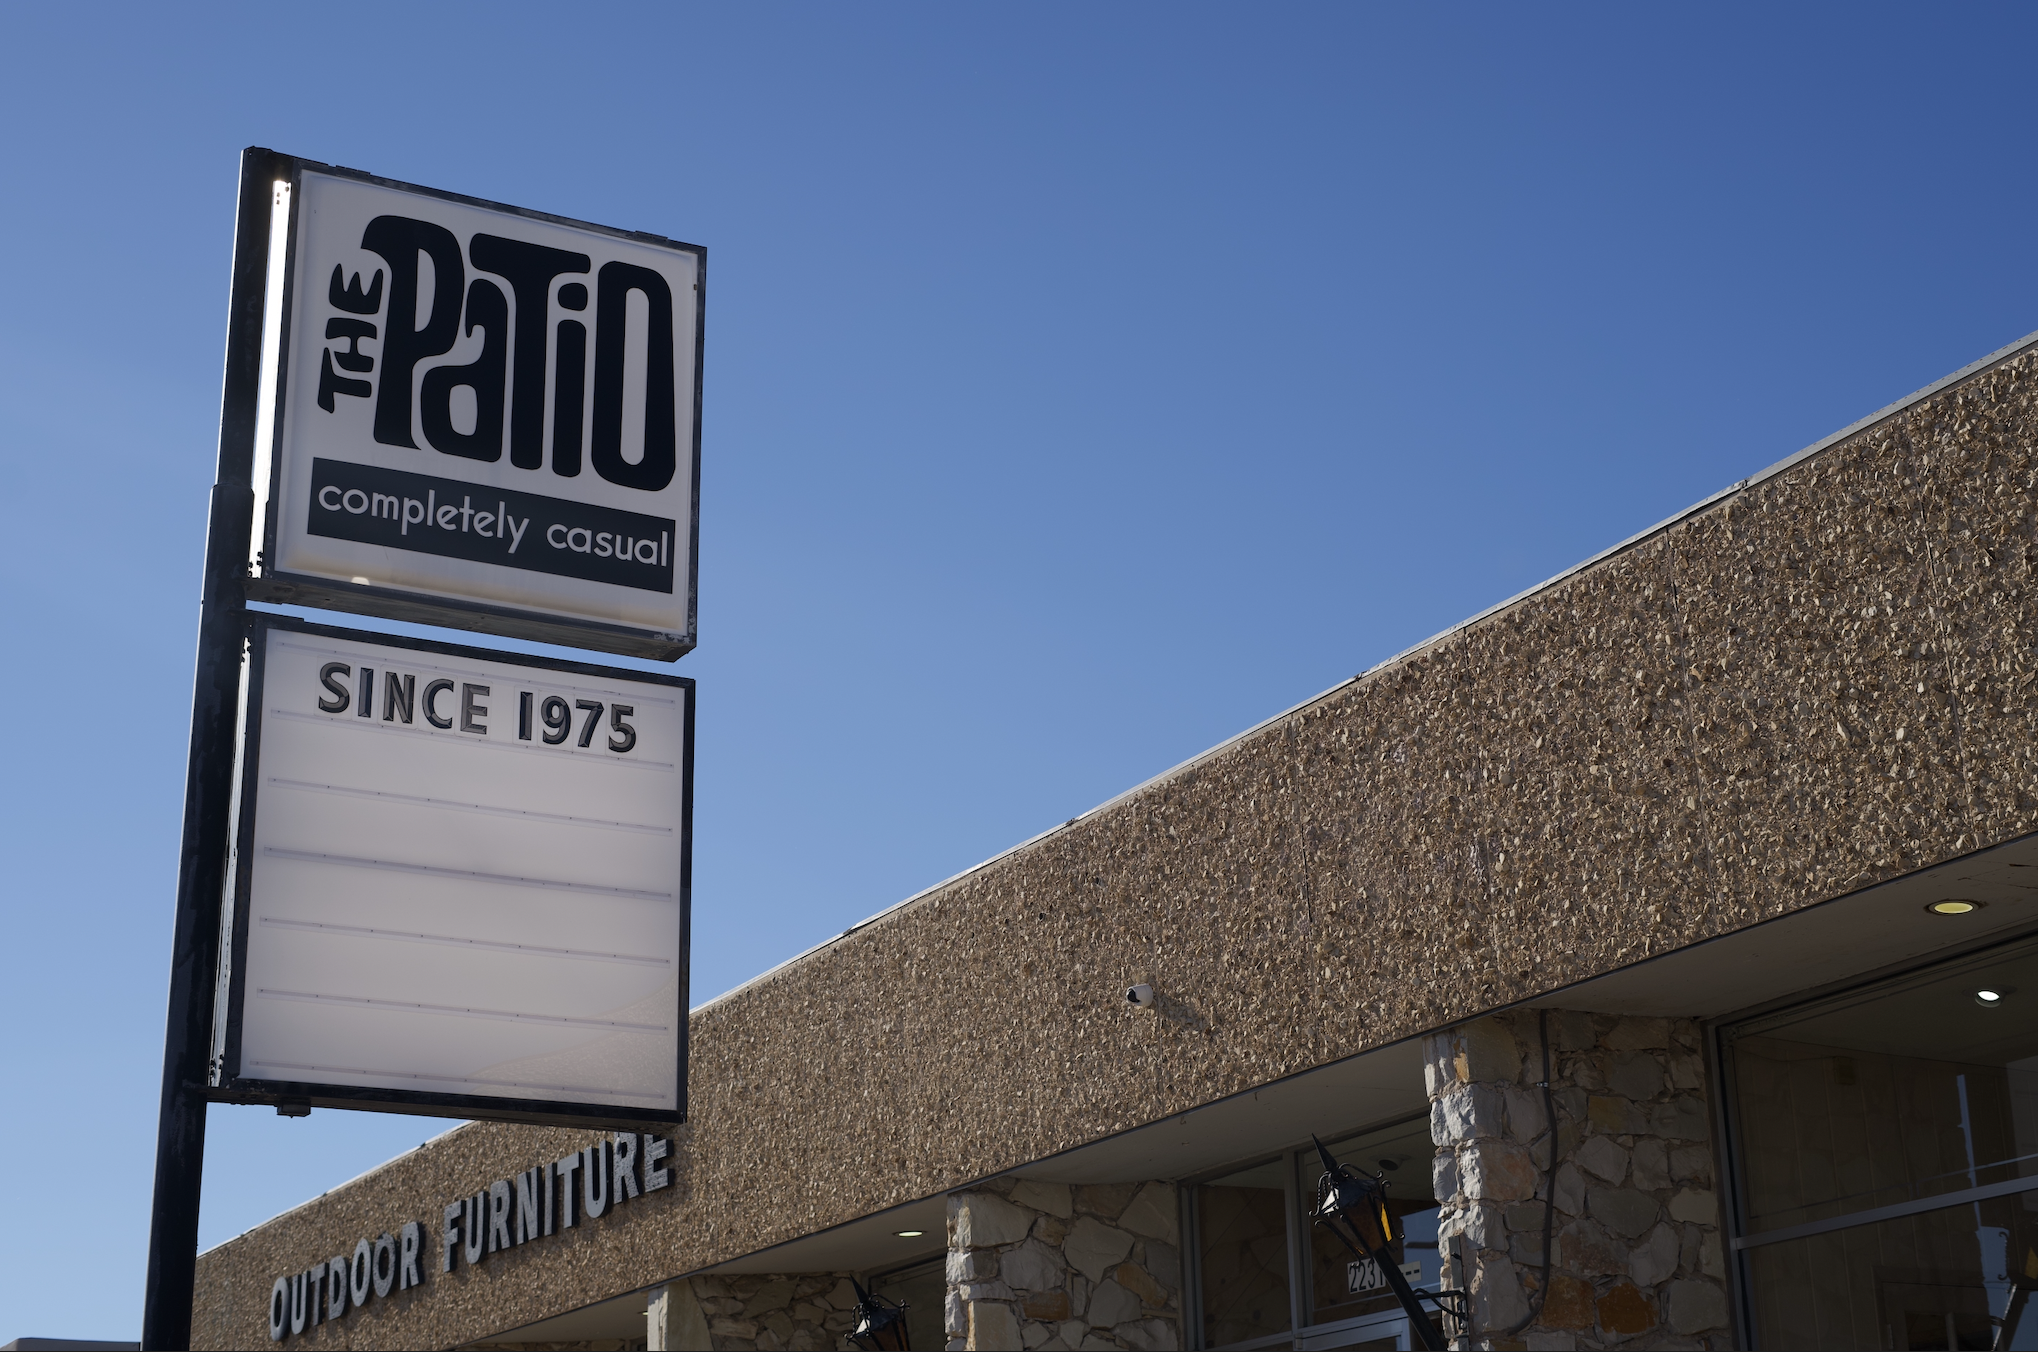 THE PaTiO
completely casual
SINCE 1975
OUTDOOR FURNITURE